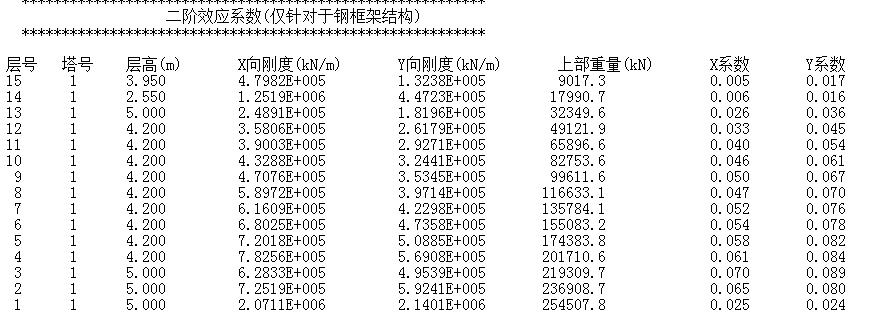 **********************************************************
二阶效应系数(仅针对于钢框架结构)
**********************************************************
层号 塔号 层高(m) X向刚度(kN/m) Y向刚度(kN/m) 上部重量(kN) X系数 Y系数
15 1 3.950 4.7982E+005 1.3238E+005 9017.3 0.005 0.017
14 1 2.550 1.2519E+006 4.4723E+005 17990.7 0.006 0.016
13 1 5.000 2.4891E+005 1.8196E+005 32349.6 0.026 0.036
12 1 4.200 3.5806E+005 2.6179E+005 49121.9 0.033 0.045
11 1 4.200 3.9003E+005 2.9271E+005 65896.6 0.040 0.054
10 1 4.200 4.3288E+005 3.2441E+005 82753.6 0.046 0.061
9 1 4.200 4.7076E+005 3.5345E+005 99611.6 0.050 0.067
8 1 4.200 5.8972E+005 3.9714E+005 116633.1 0.047 0.070
7 1 4.200 6.1609E+005 4.2298E+005 135784.1 0.052 0.076
6 1 4.200 6.8025E+005 4.7358E+005 155083.2 0.054 0.078
5 1 4.200 7.2018E+005 5.0885E+005 174383.8 0.058 0.082
4 1 4.200 7.8256E+005 5.6908E+005 201710.6 0.061 0.084
3 1 5.000 6.2833E+005 4.9539E+005 219309.7 0.070 0.089
2 1 5.000 7.2519E+005 5.9241E+005 236908.7 0.065 0.080
1 1 5.000 2.0711E+006 2.1401E+006 254507.8 0.025 0.024